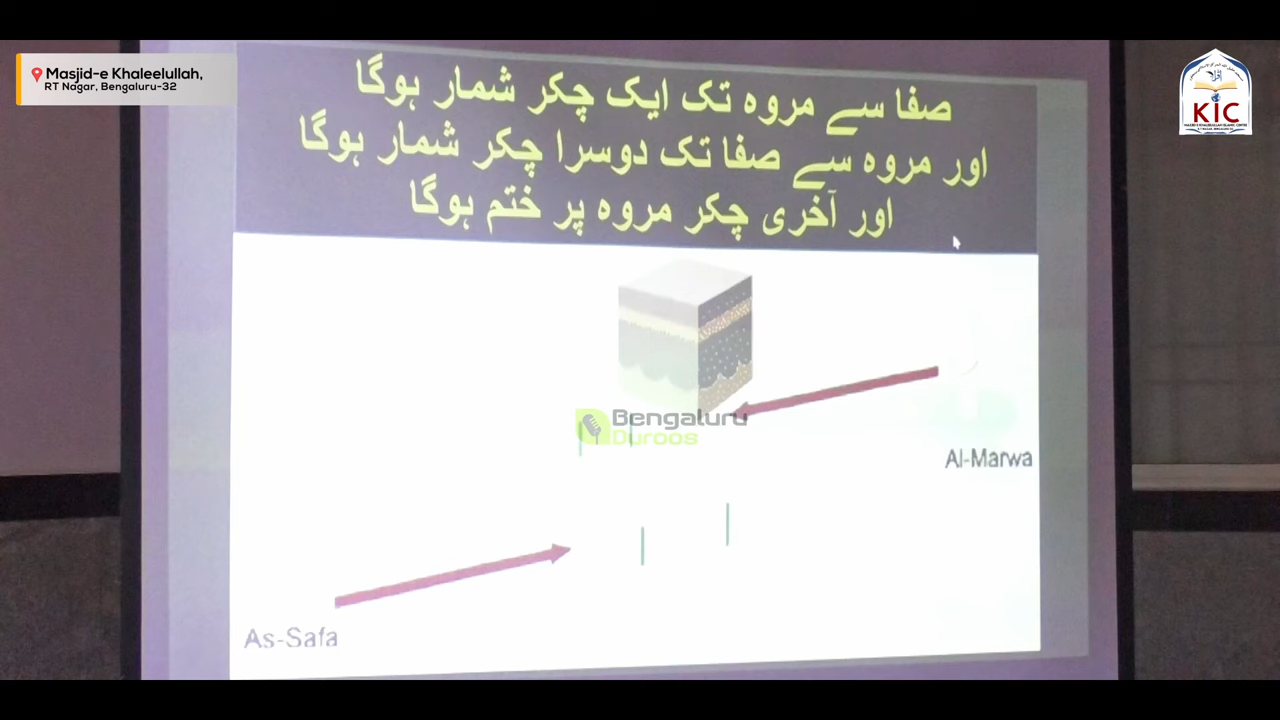 Masjid-e Khaleelullah,
RT Nagar, Bengaluru-32
KIC
صفا سے مروہ تک ایک چکر شمار ہوگا
اور مروہ سے صفا تک دوسرا چکر شمار ہوگا
اور آخری چکر مروہ پر ختم ہوگا
Bengaluru
Duroos
Al-Marwa
As-Safa